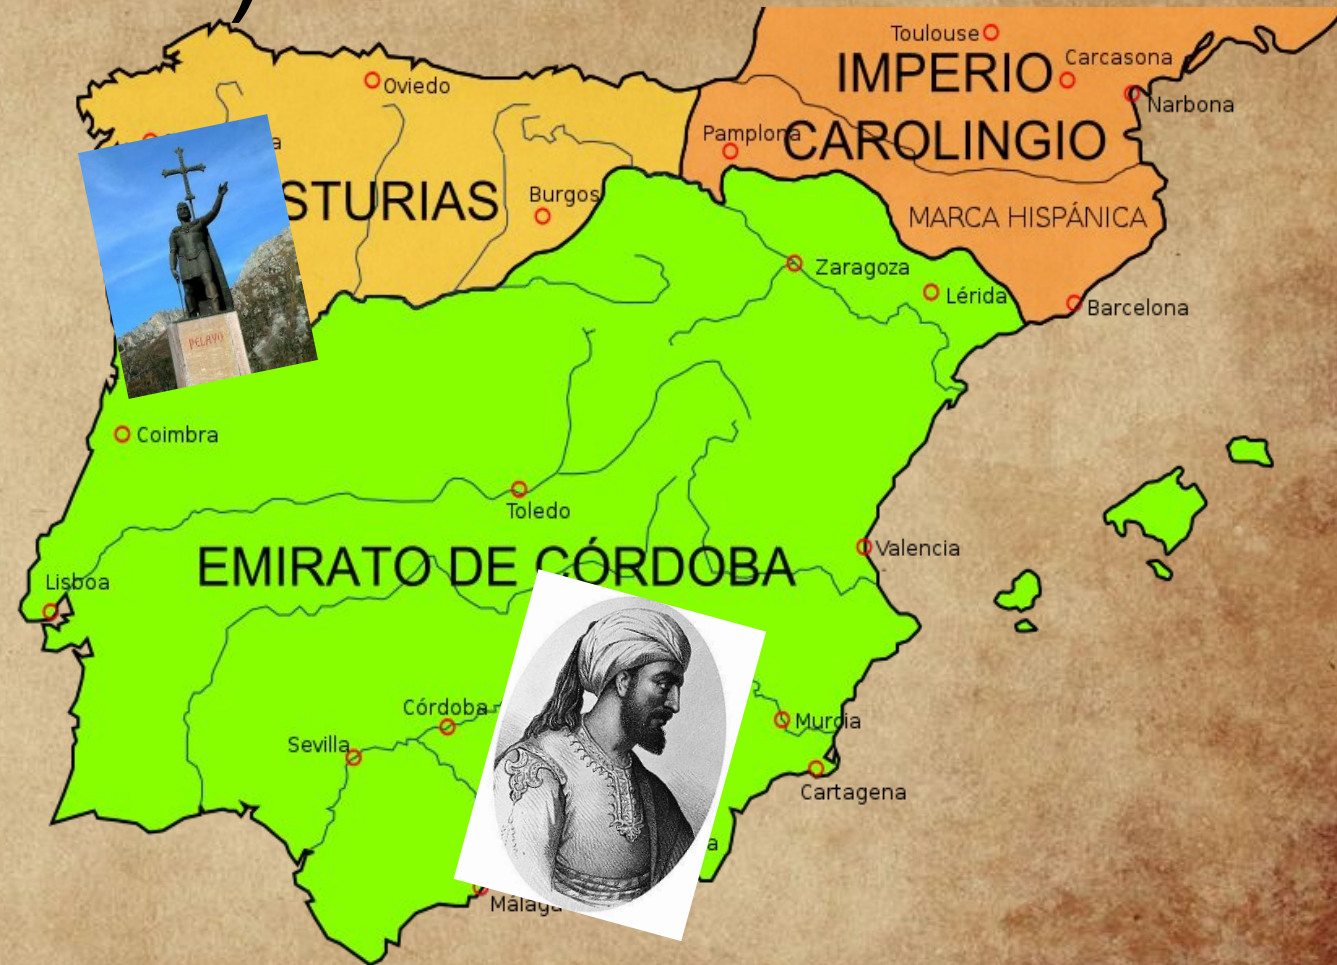 Toulouse
IMPERIO
Carcasona
Oviedo
Narbona
Pamplona
CAROLINGIO
STURIAS
Burgos
MARCA HISPÁNICA
Zaragoza
Lérida
Barcelona
PELAYO
Coimbra
Toledo
Valencia
EMIRATO DE CÓRDOBA
Lisboa
Córdoba
Murcia
Sevilla
Cartagena
Málaga